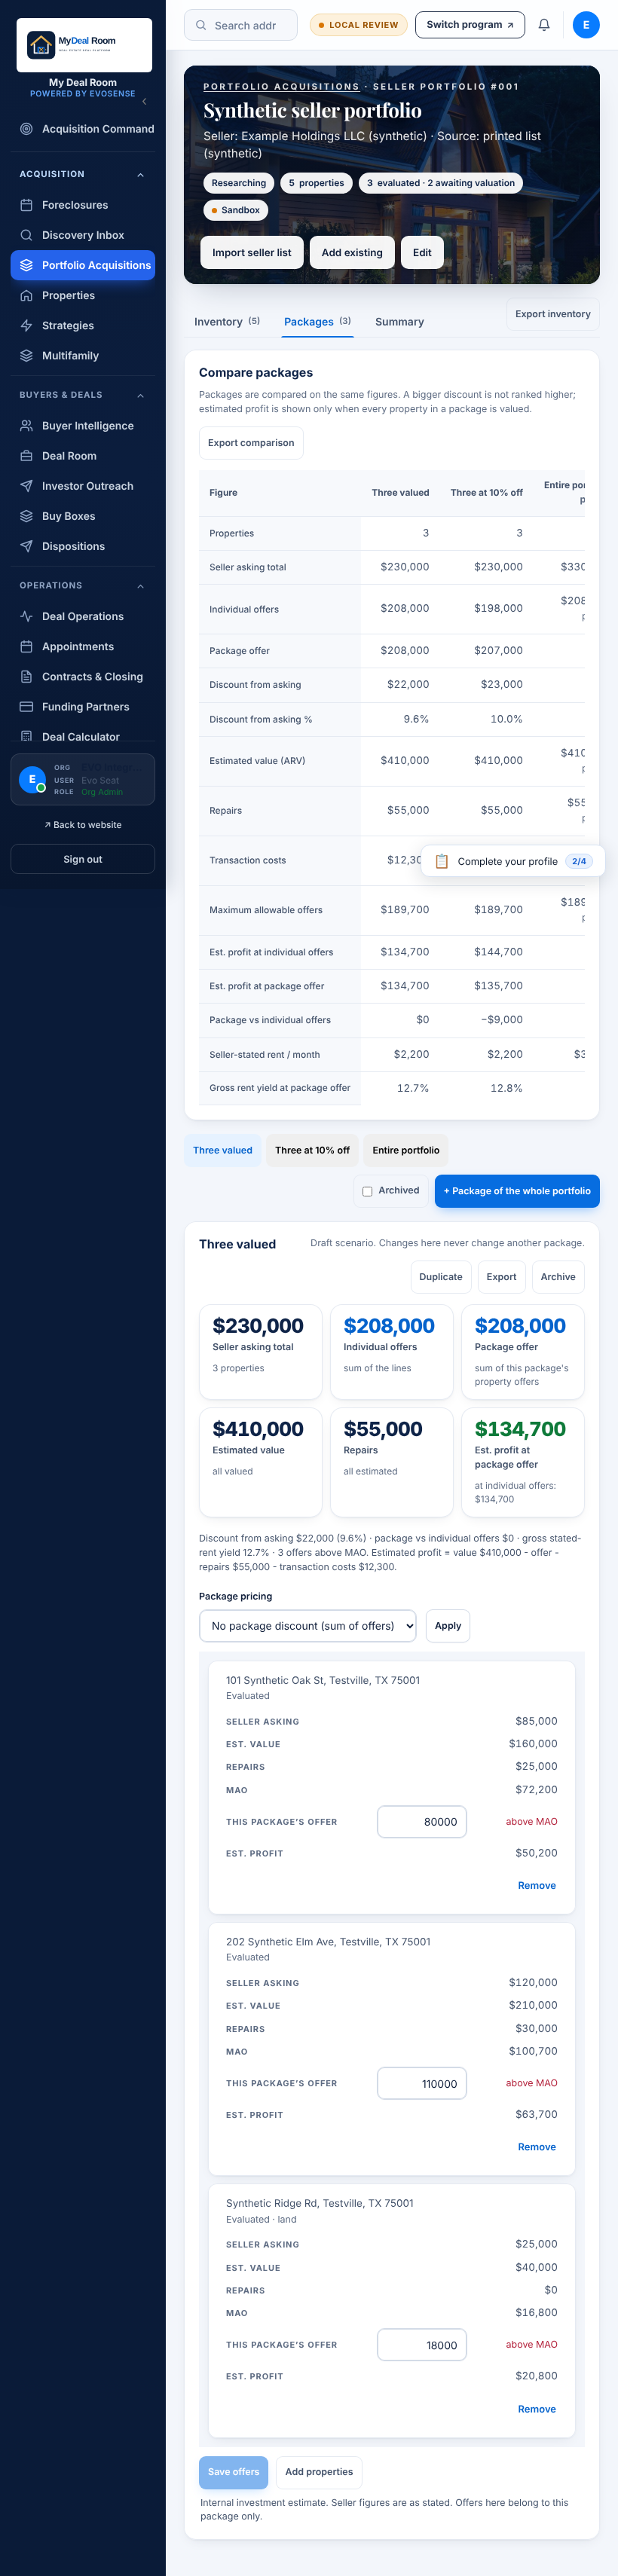 MyDeal Room
My Deal Room
POWERED BY EVOSENSE
Acquisition Command
ACQUISITION
Foreclosures
Discovery Inbox
Portfolio Acquisitions
Properties
Strategies
Multifamily
BUYERS & DEALS
Buyer Intelligence
Deal Room
Investor Outreach
Buy Boxes
Dispositions
OPERATIONS
Deal Operations
Appointments
Contracts & Closing
Funding Partners
Deal Calculator
E
ORG
USER Evo Seat
ROLE Org Admin
↗ Back to website
Sign out
Search addr
LOCAL REVIEW
Switch program ↗
E
PORTFOLIO ACQUISITIONS · SELLER PORTFOLIO #001
Synthetic seller portfolio
Seller: Example Holdings LLC (synthetic) · Source: printed list
(synthetic)
Researching
5 properties
3 evaluated · 2 awaiting valuation
Sandbox
Import seller list
Add existing
Edit
Inventory (5)
Packages (3)
Summary
Export inventory
Compare packages
Packages are compared on the same figures. A bigger discount is not ranked higher;
estimated profit is shown only when every property in a package is valued.
Export comparison
Figure Three valued Three at 10% off Entire por
p
Properties 3 3
Seller asking total $230,000 $230,000 $330
Individual offers $208,000 $198,000 $208
p
Package offer $208,000 $207,000
Discount from asking $22,000 $23,000
Discount from asking % 9.6% 10.0%
Estimated value (ARV) $410,000 $410,000 $410
p
Repairs $55,000 $55,000 $55
p
Transaction costs $12,30
📋 Complete your profile 2/4
Maximum allowable offers $189,700 $189,700 $189
p
Est. profit at individual offers $134,700 $144,700
Est. profit at package offer $134,700 $135,700
Package vs individual offers $0 −$9,000
Seller-stated rent / month $2,200 $2,200 $3
Gross rent yield at package offer 12.7% 12.8%
Three valued
Three at 10% off
Entire portfolio
Archived
+ Package of the whole portfolio
Three valued
Draft scenario. Changes here never change another package.
Duplicate
Export
Archive
$230,000
Seller asking total
3 properties
$208,000
Individual offers
sum of the lines
$208,000
Package offer
sum of this package's
property offers
$410,000
Estimated value
all valued
$55,000
Repairs
all estimated
$134,700
Est. profit at
package offer
at individual offers:
$134,700
Discount from asking $22,000 (9.6%) · package vs individual offers $0 · gross stated-
rent yield 12.7% · 3 offers above MAO. Estimated profit = value $410,000 - offer -
repairs $55,000 - transaction costs $12,300.
Package pricing
No package discount (sum of offers)
Apply
101 Synthetic Oak St, Testville, TX 75001
Evaluated
SELLER ASKING $85,000
EST. VALUE $160,000
REPAIRS $25,000
MAO $72,200
THIS PACKAGE'S OFFER 80000 above MAO
EST. PROFIT $50,200
Remove
202 Synthetic Elm Ave, Testville, TX 75001
Evaluated
SELLER ASKING $120,000
EST. VALUE $210,000
REPAIRS $30,000
MAO $100,700
THIS PACKAGE'S OFFER 110000 above MAO
EST. PROFIT $63,700
Remove
Synthetic Ridge Rd, Testville, TX 75001
Evaluated · land
SELLER ASKING $25,000
EST. VALUE $40,000
REPAIRS $0
MAO $16,800
THIS PACKAGE'S OFFER 18000 above MAO
EST. PROFIT $20,800
Remove
Save offers
Add properties
Internal investment estimate. Seller figures are as stated. Offers here belong to this
package only.